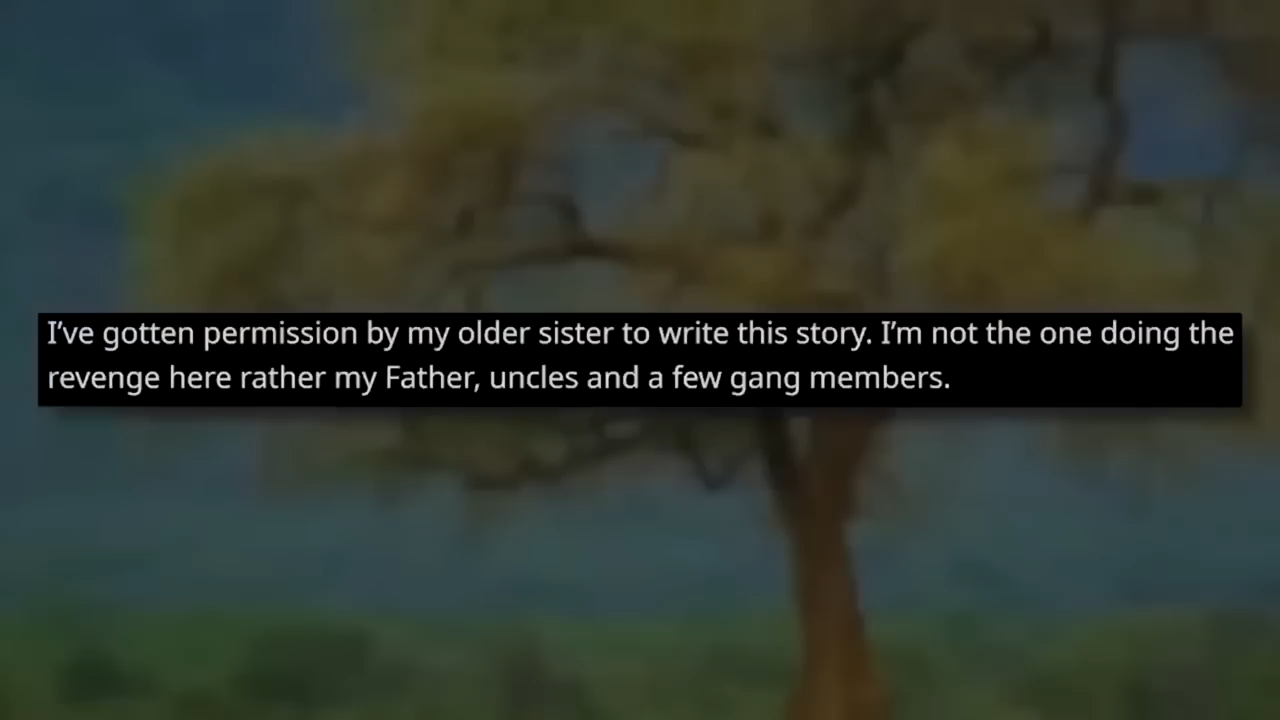 I’ve gotten permission by my older sister to write this story. I’m not the one doing the
revenge here rather my Father, uncles and a few gang members.